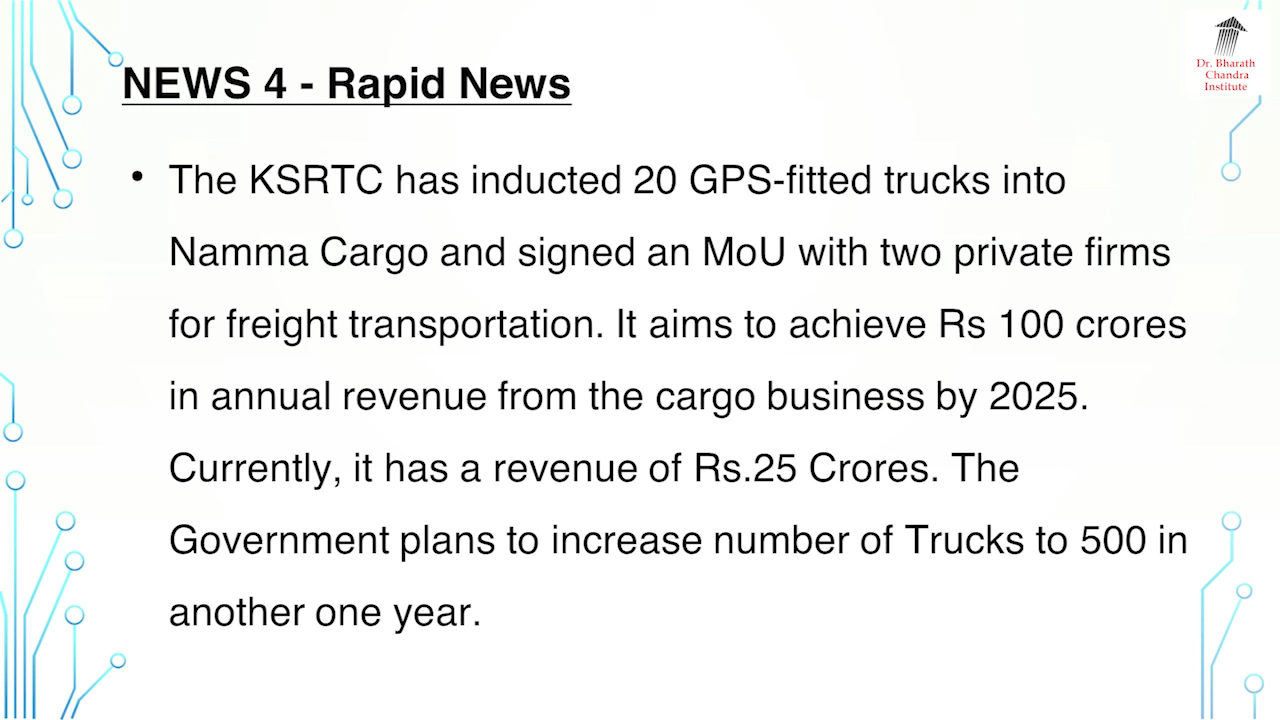 Dr. Bharath
Chandra
Institute
NEWS 4 - Rapid News
• The KSRTC has inducted 20 GPS-fitted trucks into
Namma Cargo and signed an MoU with two private firms
for freight transportation. It aims to achieve Rs 100 crores
in annual revenue from the cargo business by 2025.
Currently, it has a revenue of Rs.25 Crores. The
Government plans to increase number of Trucks to 500 in
another one year.